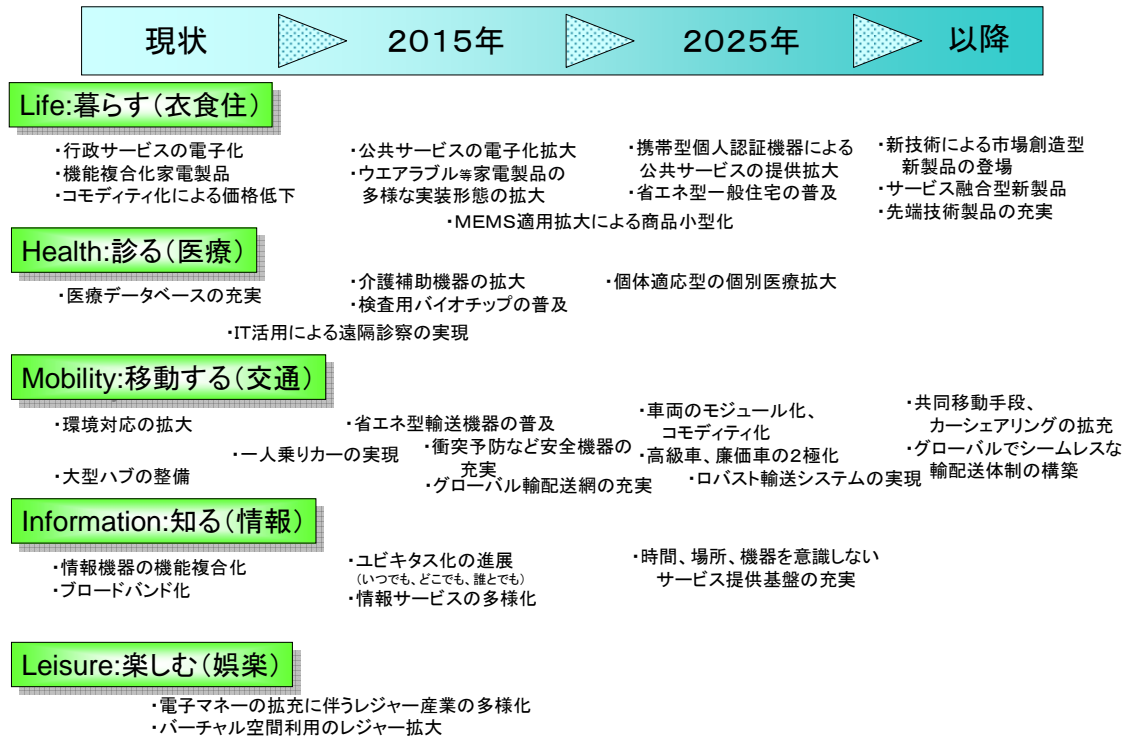 現状
2015年
2025年
以降
Life:暮らす（衣食住）
・行政サービスの電子化
・機能複合化家電製品
・コモディティ化による価格低下
・公共サービスの電子化拡大
・ウエアラブル等家電製品の
多様な実装形態の拡大
・携帯型個人認証機器による
公共サービスの提供拡大
・省エネ型一般住宅の普及
・新技術による市場創造型
新製品の登場
・サービス融合型新製品
・先端技術製品の充実
・MEMS適用拡大による商品小型化
Health:診る（医療）
・医療データベースの充実
・介護補助機器の拡大
・検査用バイオチップの普及
・個体適応型の個別医療拡大
・IT活用による遠隔診察の実現
Mobility:移動する（交通）
・環境対応の拡大
・大型ハブの整備
・一人乗りカーの実現
・省エネ型輸送機器の普及
・衝突予防など安全機器の
充実
・グローバル輸配送網の充実
・車両のモジュール化、
コモディティ化
・高級車、廉価車の2極化
・ロバスト輸送システムの実現
・共同移動手段、
カーシェアリングの拡充
・グローバルでシームレスな
輸配送体制の構築
Information:知る（情報）
・情報機器の機能複合化
・ブロードバンド化
・ユビキタス化の進展
（いつでも、どこでも、誰とでも）
・情報サービスの多様化
・時間、場所、機器を意識しない
サービス提供基盤の充実
Leisure:楽しむ（娯楽）
・電子マネーの拡充に伴うレジャー産業の多様化
・バーチャル空間利用のレジャー拡大